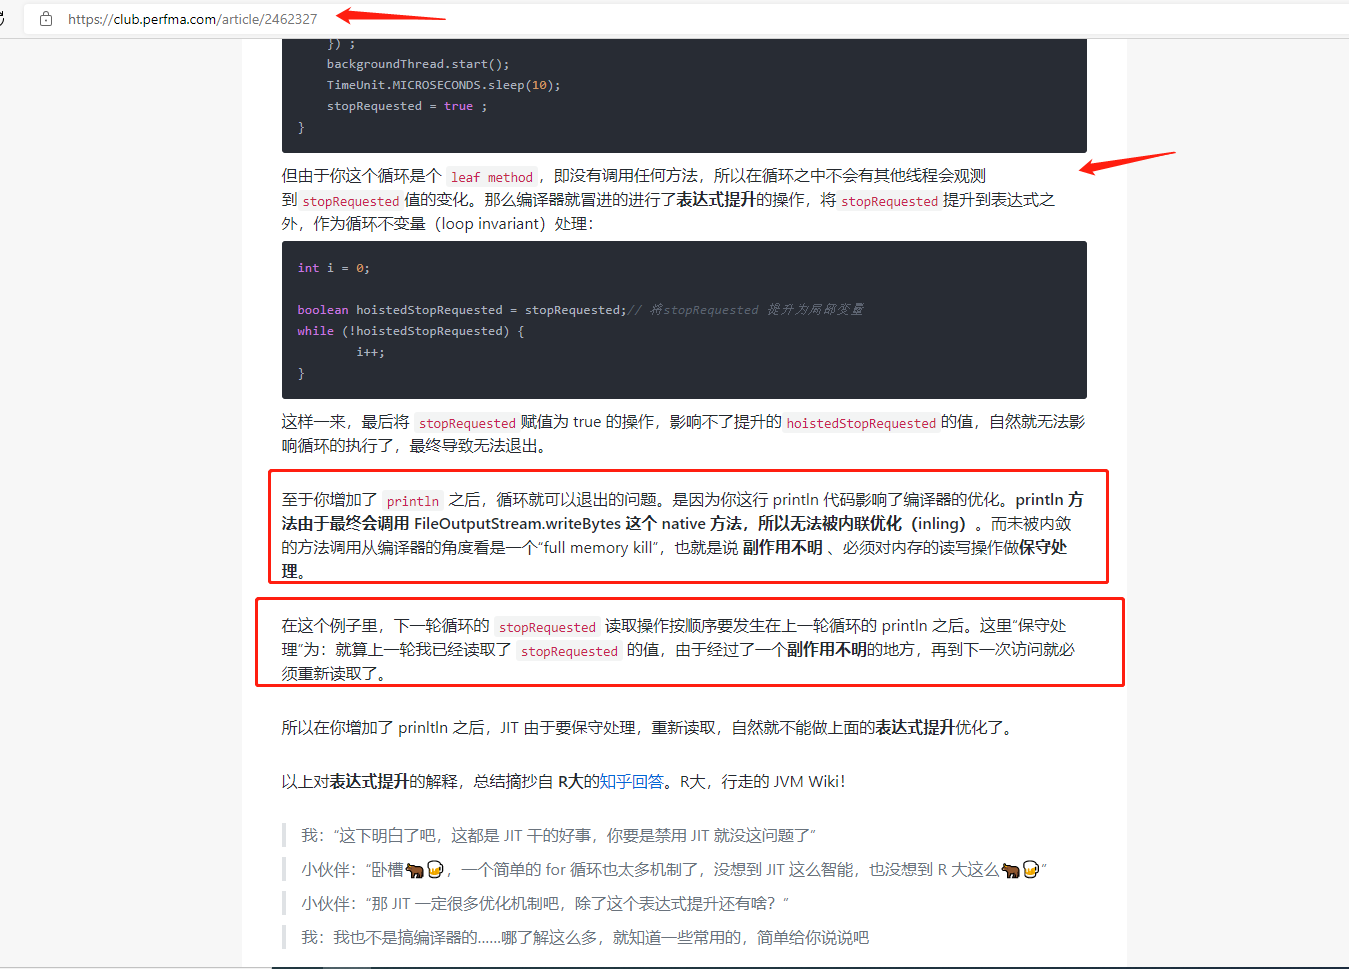 https://club.perfma.com/article/2462327
}) ;
backgroundThread.start();
TimeUnit.MICROSECONDS.sleep(10);
stopRequested = true ;
}
但由于你这个循环是个 leaf method ，即没有调用任何方法，所以在循环之中不会有其他线程会观测
到 stopRequested 值的变化。那么编译器就冒进的进行了表达式提升的操作，将 stopRequested 提升到表达式之
外，作为循环不变量（loop invariant）处理：
int i = 0;
boolean hoistedStopRequested = stopRequested;// 将stopRequested 提升为局部变量
while (!hoistedStopRequested) {
i++;
}
这样一来，最后将 stopRequested 赋值为 true 的操作，影响不了提升的 hoistedStopRequested 的值，自然就无法影
响循环的执行了，最终导致无法退出。
至于你增加了 println 之后，循环就可以退出的问题。是因为你这行 println 代码影响了编译器的优化。println 方
法由于最终会调用 FileOutputStream.writeBytes 这个 native 方法，所以无法被内联优化（inling）。而未被内敛
的方法调用从编译器的角度看是一个“full memory kill”，也就是说 副作用不明 、必须对内存的读写操作做保守处
理。
在这个例子里，下一轮循环的 stopRequested 读取操作按顺序要发生在上一轮循环的 println 之后。这里“保守处
理”为：就算上一轮我已经读取了 stopRequested 的值，由于经过了一个副作用不明的地方，再到下一次访问就必
须重新读取了。
所以在你增加了 prinltln 之后，JIT 由于要保守处理，重新读取，自然就不能做上面的表达式提升优化了。
以上对表达式提升的解释，总结摘抄自 R大的知乎回答。R大，行走的 JVM Wiki！
我：“这下明白了吧，这都是 JIT 干的好事，你要是禁用 JIT 就没这问题了”
小伙伴：“卧槽🐂🍺，一个简单的 for 循环也太多机制了，没想到 JIT 这么智能，也没想到 R 大这么🐂🍺”
小伙伴：“那 JIT 一定很多优化机制吧，除了这个表达式提升还有啥？”
我：我也不是搞编译器的……哪了解这么多，就知道一些常用的，简单给你说说吧